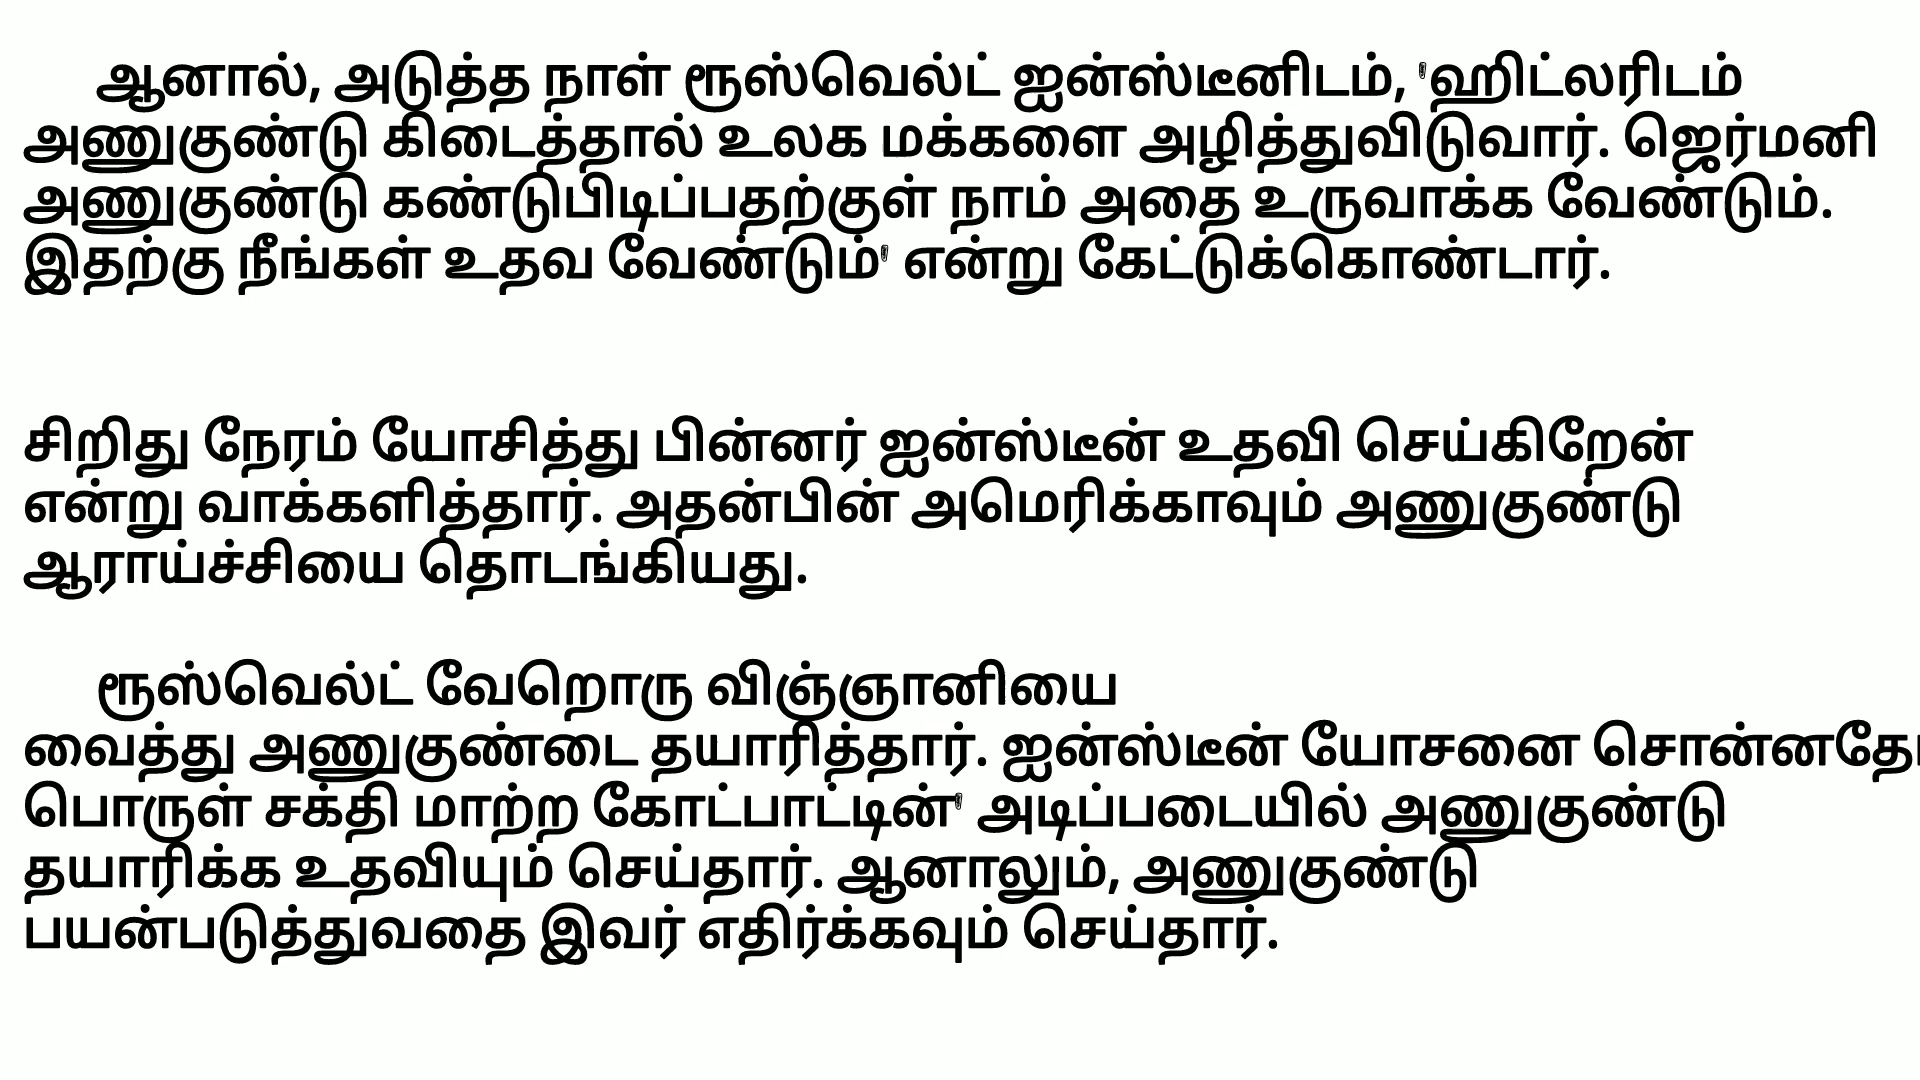 ஆனால், அடுத்த நாள் ரூஸ்வெல்ட் ஐன்ஸ்டீனிடம், 'ஹிட்லரிடம்
அணுகுண்டு கிடைத்தால் உலக மக்களை அழித்துவிடுவார். ஜெர்மனி
அணுகுண்டு கண்டுபிடிப்பதற்குள் நாம் அதை உருவாக்க வேண்டும்.
இதற்கு நீங்கள் உதவ வேண்டும்' என்று கேட்டுக்கொண்டார்.
சிறிது நேரம் யோசித்து பின்னர் ஐன்ஸ்டீன் உதவி செய்கிறேன்
என்று வாக்களித்தார். அதன்பின் அமெரிக்காவும் அணுகுண்டு
ஆராய்ச்சியை தொடங்கியது.
ரூஸ்வெல்ட் வேறொரு விஞ்ஞானியை
வைத்து அணுகுண்டை தயாரித்தார். ஐன்ஸ்டீன் யோசனை
பொருள் சக்தி மாற்ற கோட்பாட்டின்' அடிப்படையில் அணுகுண்டு
தயாரிக்க உதவியும் செய்தார். ஆனாலும், அணுகுண்டு
பயன்படுத்துவதை இவர் எதிர்க்கவும் செய்தார்.